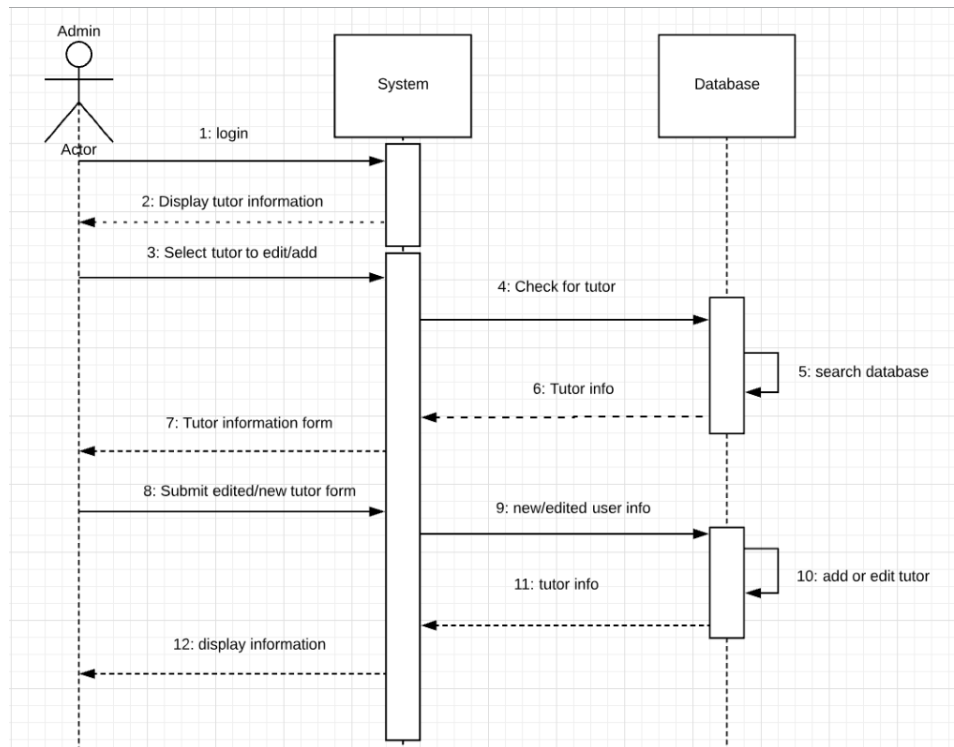 Admin
System
Database
Actor
1: login
2: Display tutor information
3: Select tutor to edit/add
4: Check for tutor
5: search database
6: Tutor info
7: Tutor information form
8: Submit edited/new tutor form
9: new/edited user info
10: add or edit tutor
11: tutor info
12: display information